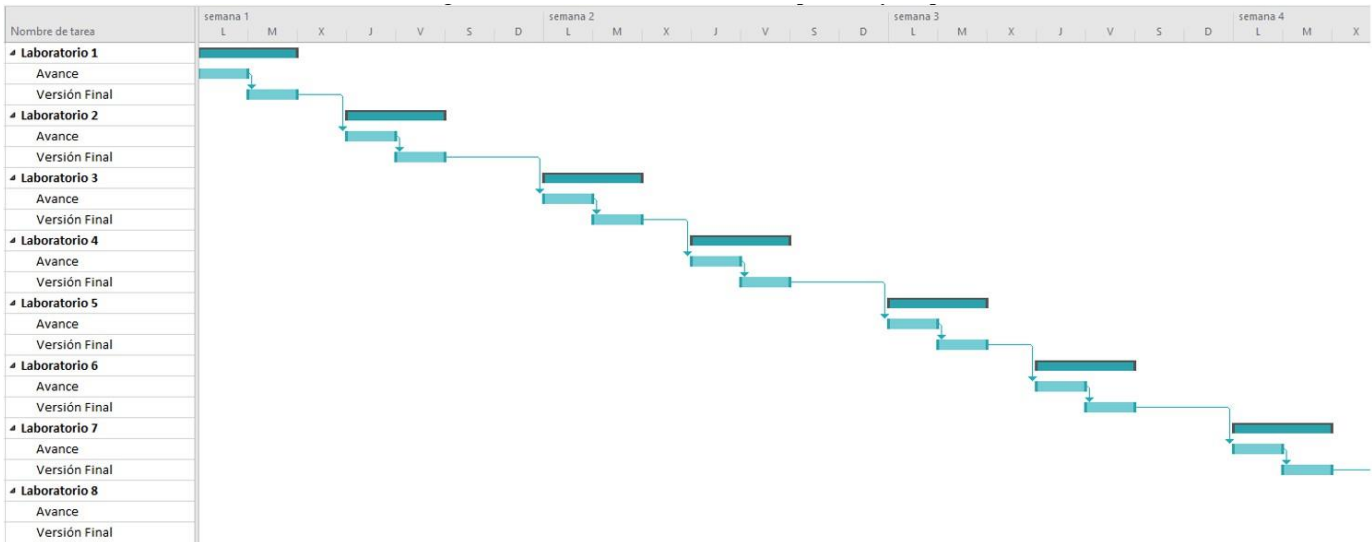 semana 1 semana 2 semana 3 semana 4
Nombre de tarea L M X J V S D L M X J V S D L M X J V S D L M X
Laboratorio 1
Avance
Versión Final
Laboratorio 2
Avance
Versión Final
Laboratorio 3
Avance
Versión Final
Laboratorio 4
Avance
Versión Final
Laboratorio 5
Avance
Versión Final
Laboratorio 6
Avance
Versión Final
Laboratorio 7
Avance
Versión Final
Laboratorio 8
Avance
Versión Final